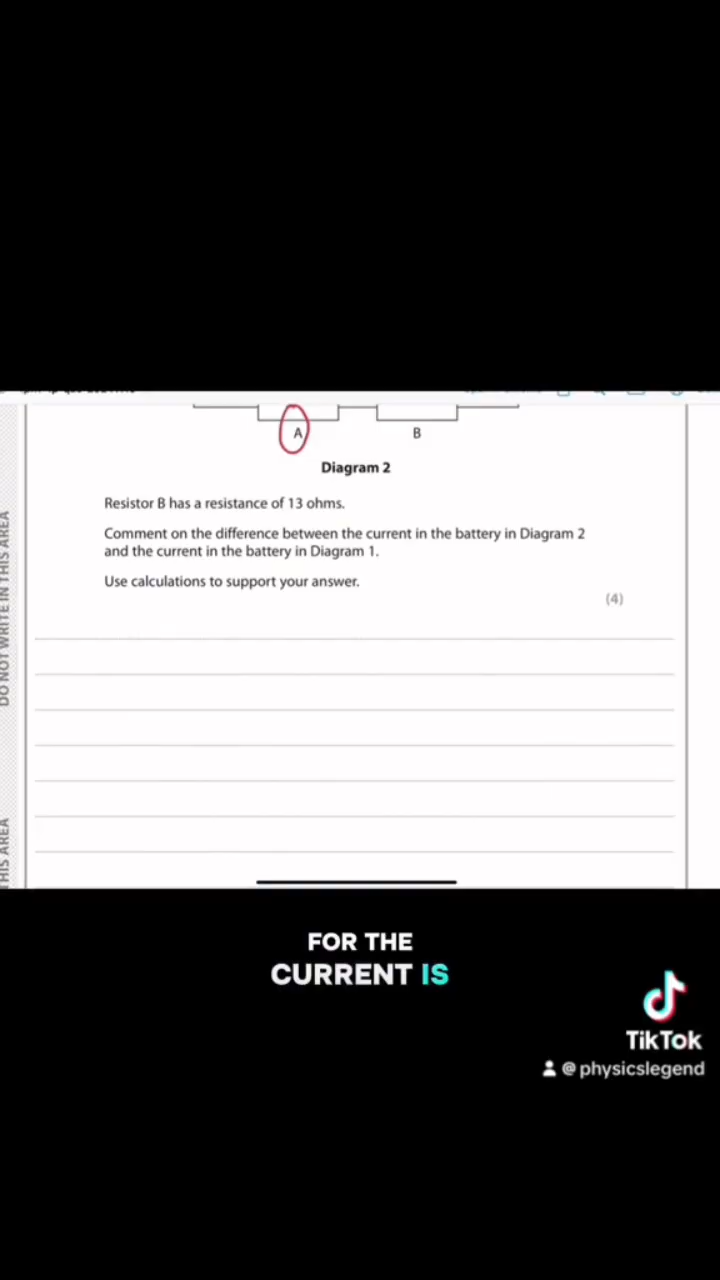 A
B
Diagram 2
Resistor B has a resistance of 13 ohms.
Comment on the difference between the current in the battery in Diagram 2
and the current in the battery in Diagram 1.
Use calculations to support your answer.
(4)
DO NOT WRITE IN THIS AREA
THIS AREA
FOR THE
CURRENT IS
TikTok
@physicslegend